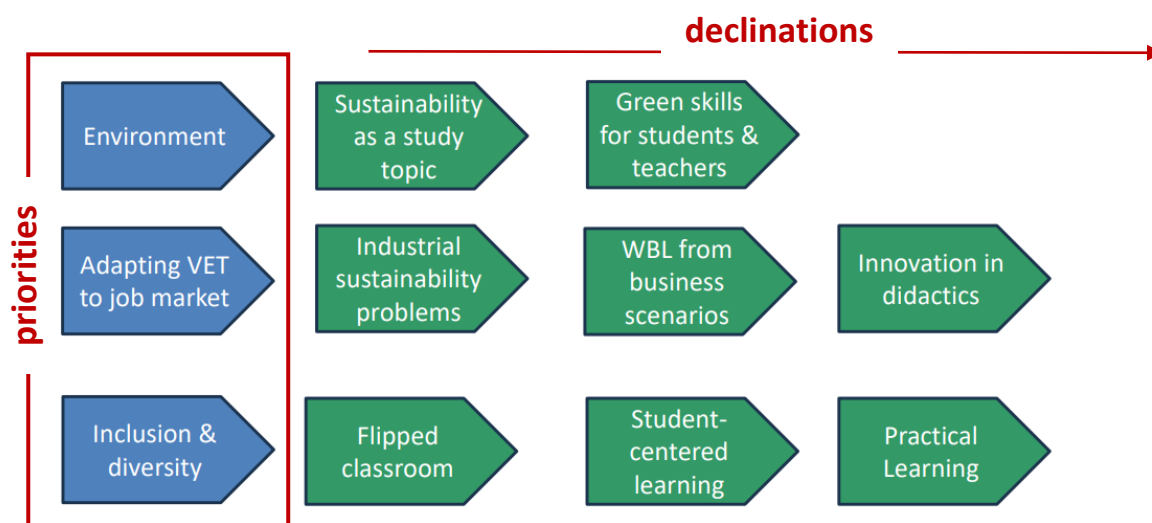 declinations
priorities
Environment
Sustainability
as a study
topic
Green skills
for students &
teachers
Adapting VET
to job market
Industrial
sustainability
problems
WBL from
business
scenarios
Innovation in
didactics
Inclusion &
diversity
Flipped
classroom
Student-
centered
learning
Practical
Learning